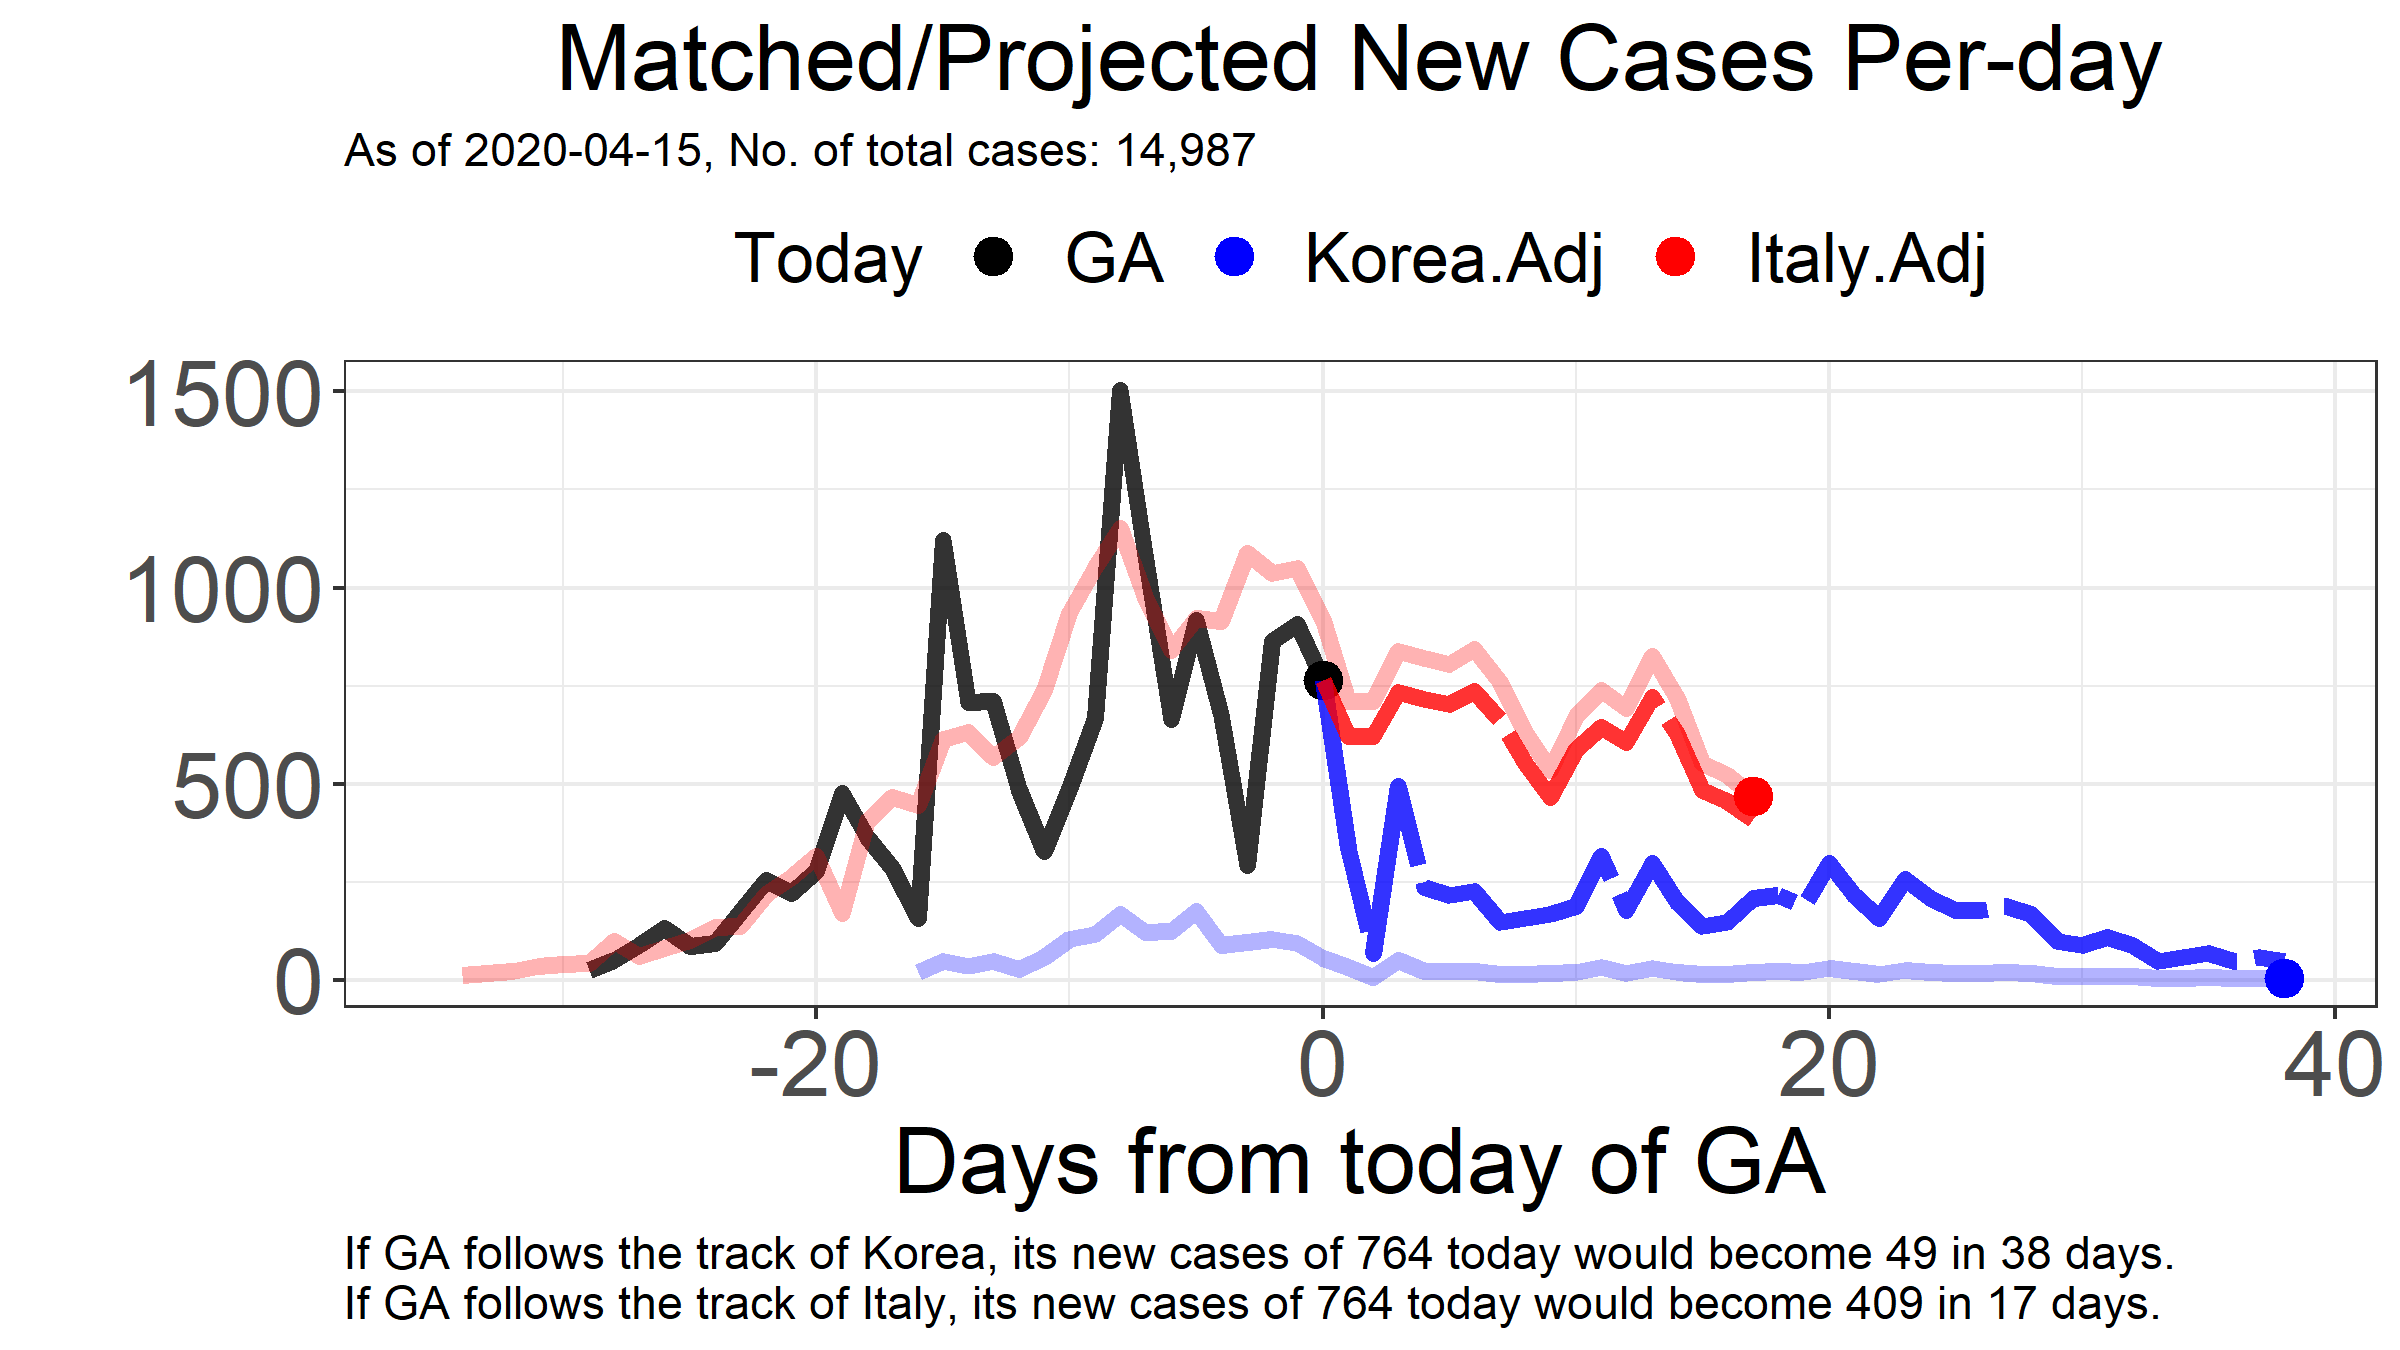 Matched/Projected New Cases Per-day
As of 2020-04-15, No. of total cases: 14,987
Today GA Korea.Adj Italy.Adj
1500
1000
500
0
-20 0 20 40
Days from today of GA
If GA follows the track of Korea, its new cases of 764 today would become 49 in 38 days.
If GA follows the track of Italy, its new cases of 764 today would become 409 in 17 days.